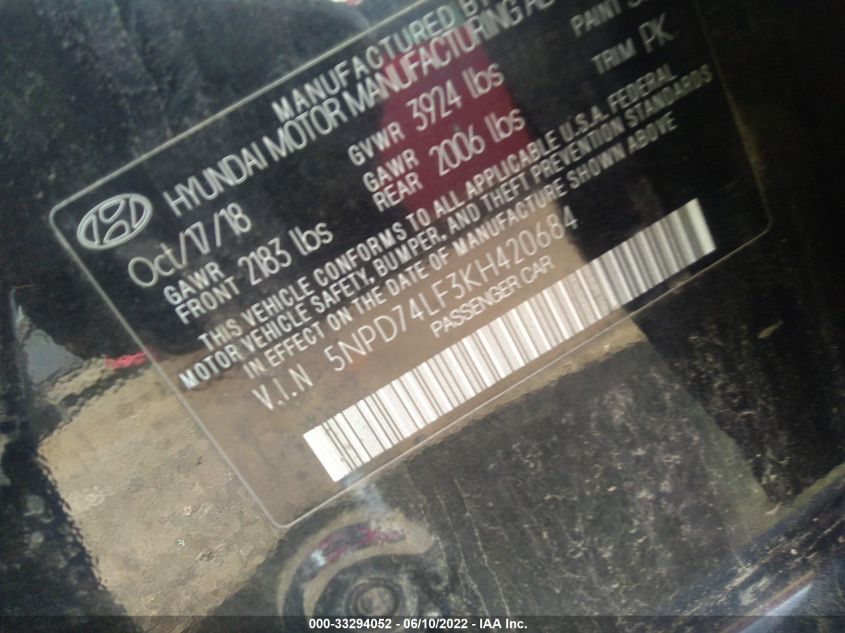 MANUFACTURED BY
HYUNDAI MOTOR MANUFACTURING
PAINT
Oct/17/18 GVWR 3924 lbs TRIM PK
GAWR FRONT 2183 lbs GAWR REAR 2006 lbs
THIS VEHICLE CONFORMS TO ALL APPLICABLE U.S.A. FEDERAL
MOTOR VEHICLE SAFETY, BUMPER, AND THEFT PREVENTION STANDARDS
IN EFFECT ON THE DATE OF MANUFACTURE SHOWN ABOVE
V.I.N 5NPD74LF3KH420684
PASSENGER CAR
000-33294052 - 06/10/2022 - IAA Inc.